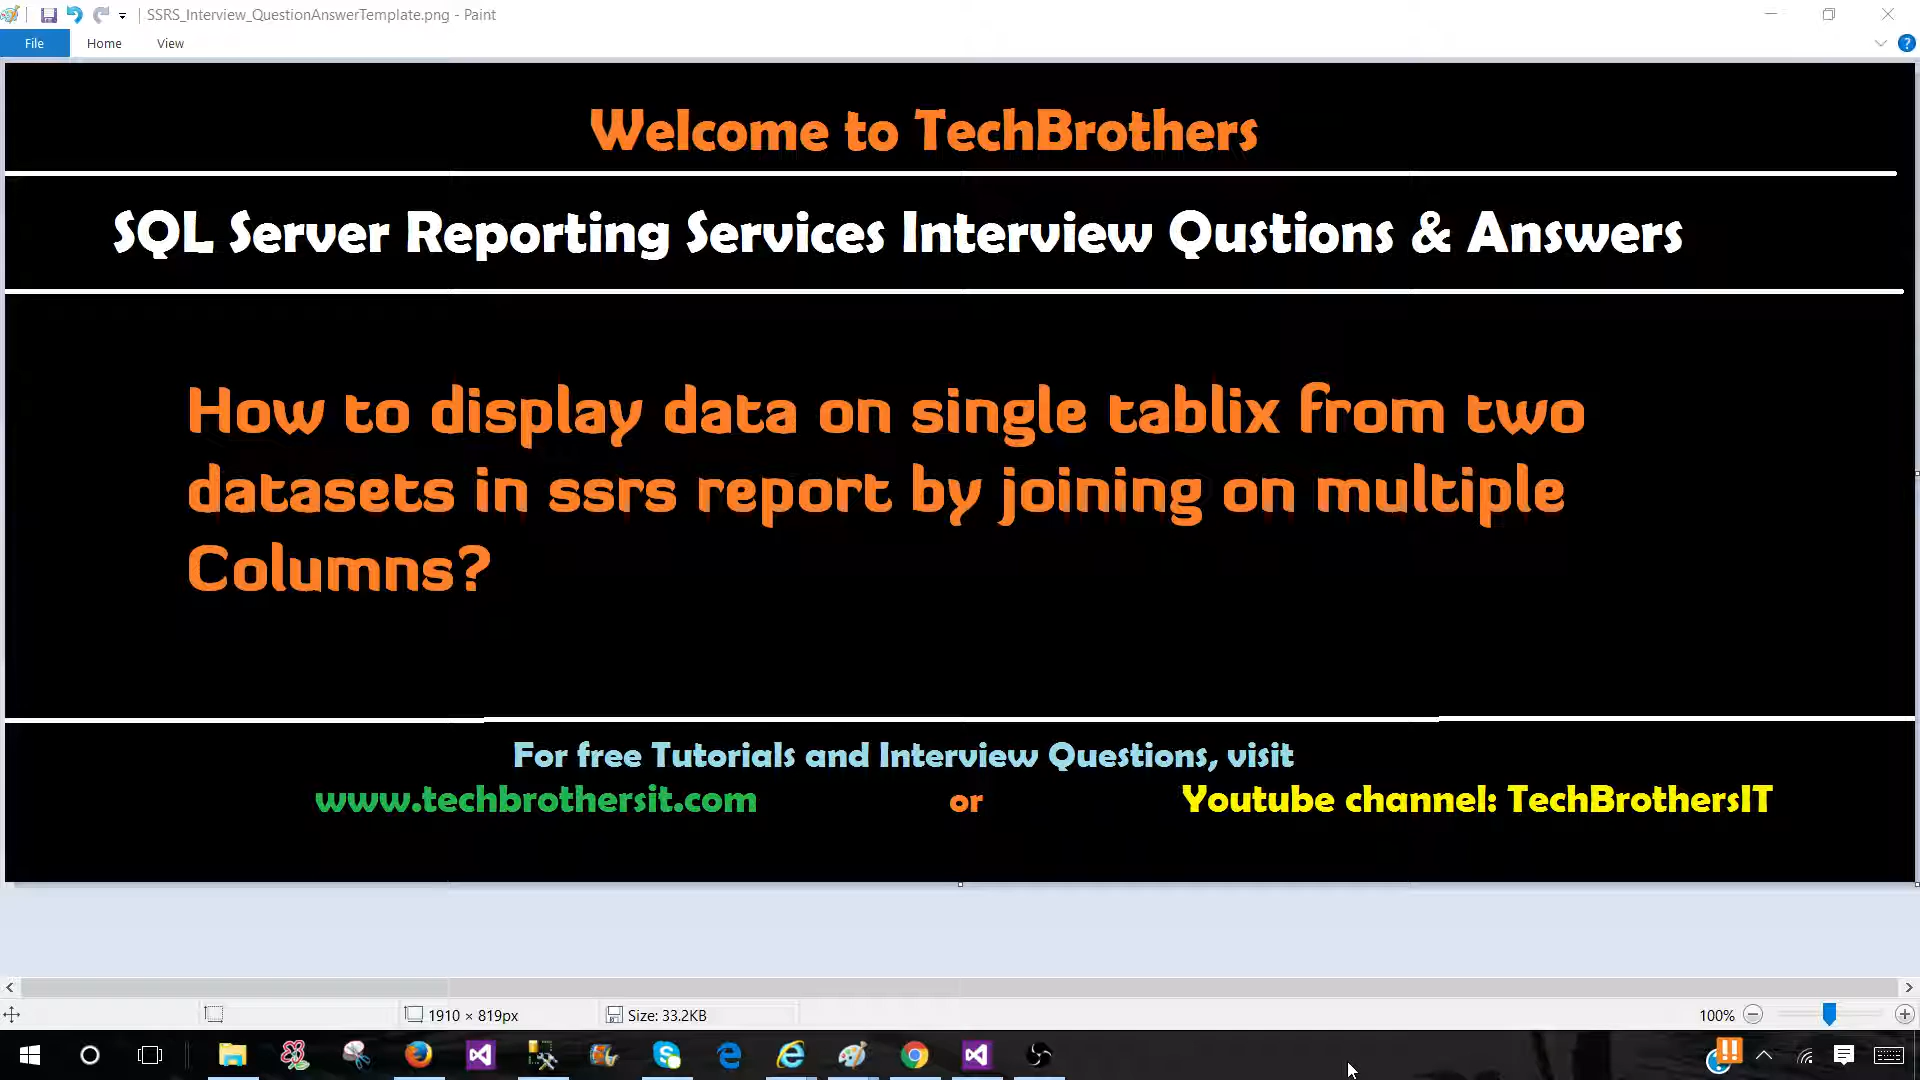 SSRS_Interview_QuestionAnswerTemplate.png - Paint
File Home View
Welcome to TechBrothers
SQL Server Reporting Services Interview Qustions & Answers
How to display data on single tablix from two
datasets in ssrs report by joining on multiple
Columns?
For free Tutorials and Interview Questions, visit
www.techbrothersit.com or Youtube channel: TechBrothersIT
1910 × 819px Size: 33.2KB 100%